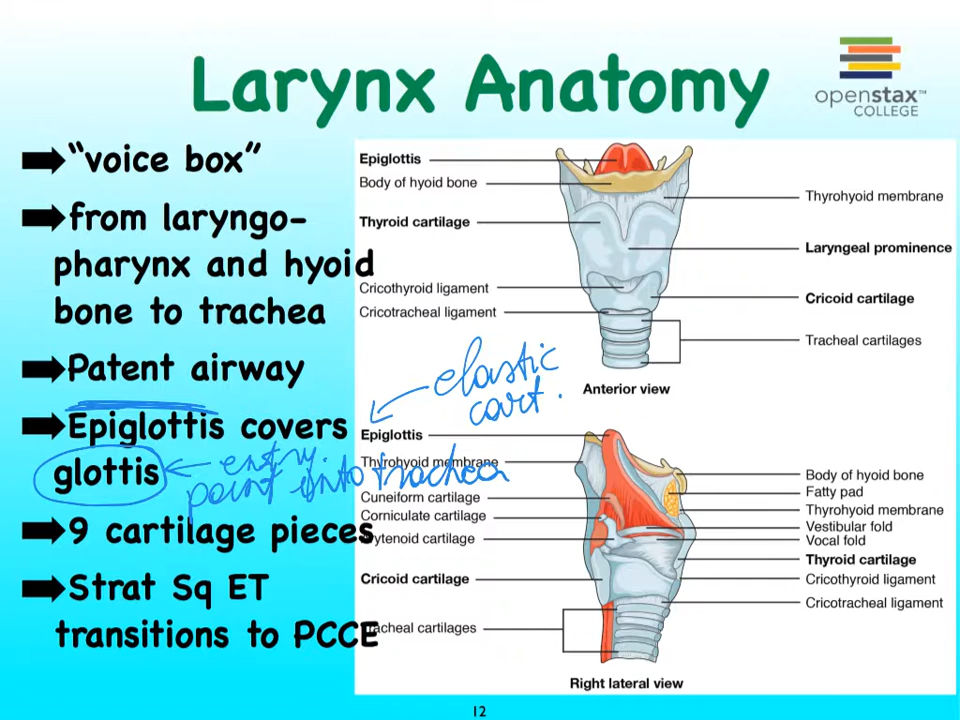 Larynx Anatomy
openstax™
COLLEGE
"voice box"
from laryngo-
pharynx and hyoid
bone to trachea
Patent airway
Epiglottis covers
glottis
entry
point into trachea
elastic
cart.
9 cartilage pieces
Strat Sq ET
transitions to PCCE
Epiglottis
Body of hyoid bone
Thyroid cartilage
Cricothyroid ligament
Cricotracheal ligament
Thyrohyoid membrane
Laryngeal prominence
Cricoid cartilage
Tracheal cartilages
Anterior view
Epiglottis
Thyrohyoid membrane
Cuneiform cartilage
Corniculate cartilage
rytenoid cartilage
Cricoid cartilage
racheal cartilages
Body of hyoid bone
Fatty pad
Thyrohyoid membrane
Vestibular fold
Vocal fold
Thyroid cartilage
Cricothyroid ligament
Cricotracheal ligament
Right lateral view
12